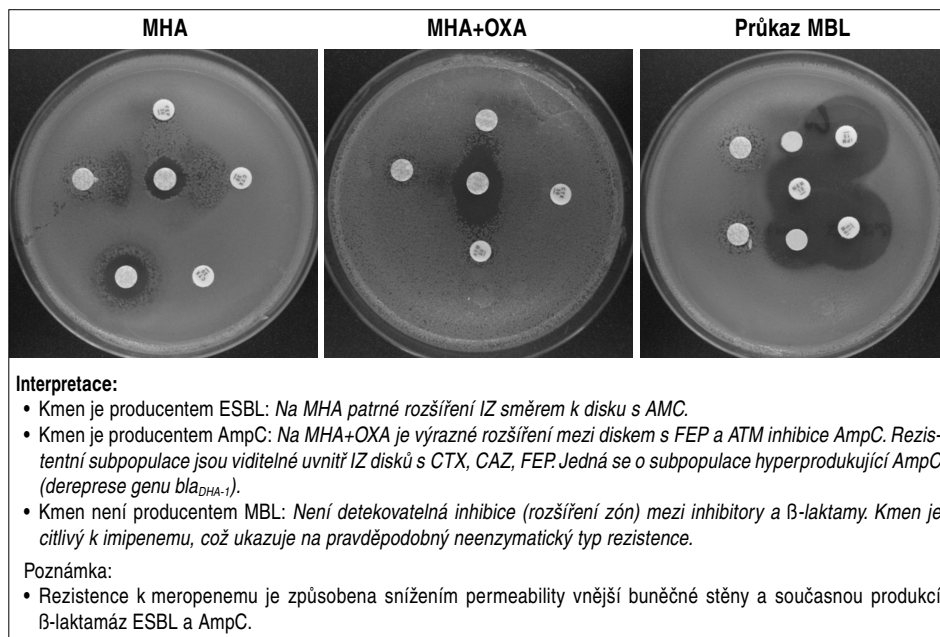 MHA
MHA+OXA
Průkaz MBL
Interpretace:
• Kmen je producentem ESBL: Na MHA patrné rozšíření IZ směrem k disku s AMC.
• Kmen je producentem AmpC: Na MHA+OXA je výrazné rozšíření mezi diskem s FEP a ATM inhibice AmpC. Rezis-
tentní subpopulace jsou viditelné uvnitř IZ disků s CTX, CAZ, FEP. Jedná se o subpopulace hyperprodukující AmpC
(dereprese genu blaDHA-1).
• Kmen není producentem MBL: Není detekovatelná inhibice (rozšíření zón) mezi inhibitory a ß-laktamy. Kmen je
citlivý k imipenemu, což ukazuje na pravděpodobný neenzymatický typ rezistence.
Poznámka:
• Rezistence k meropenemu je způsobena snížením permeability vnější buněčné stěny a současnou produkcí
ß-laktamáz ESBL a AmpC.